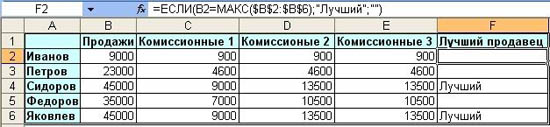 F2 fx =ЕСЛИ(B2=МАКС($B$2:$B$6);"Лучший";"")
A B C D E F
1 Продажи Комиссионные 1 Комиссионые 2 Комиссионные 3 Лучший продавец
2 Иванов 9000 900 900 900
3 Петров 23000 4600 4600 4600
4 Сидоров 45000 9000 13500 13500 Лучший
5 Федоров 35000 7000 10500 10500
6 Яковлев 45000 9000 13500 13500 Лучший